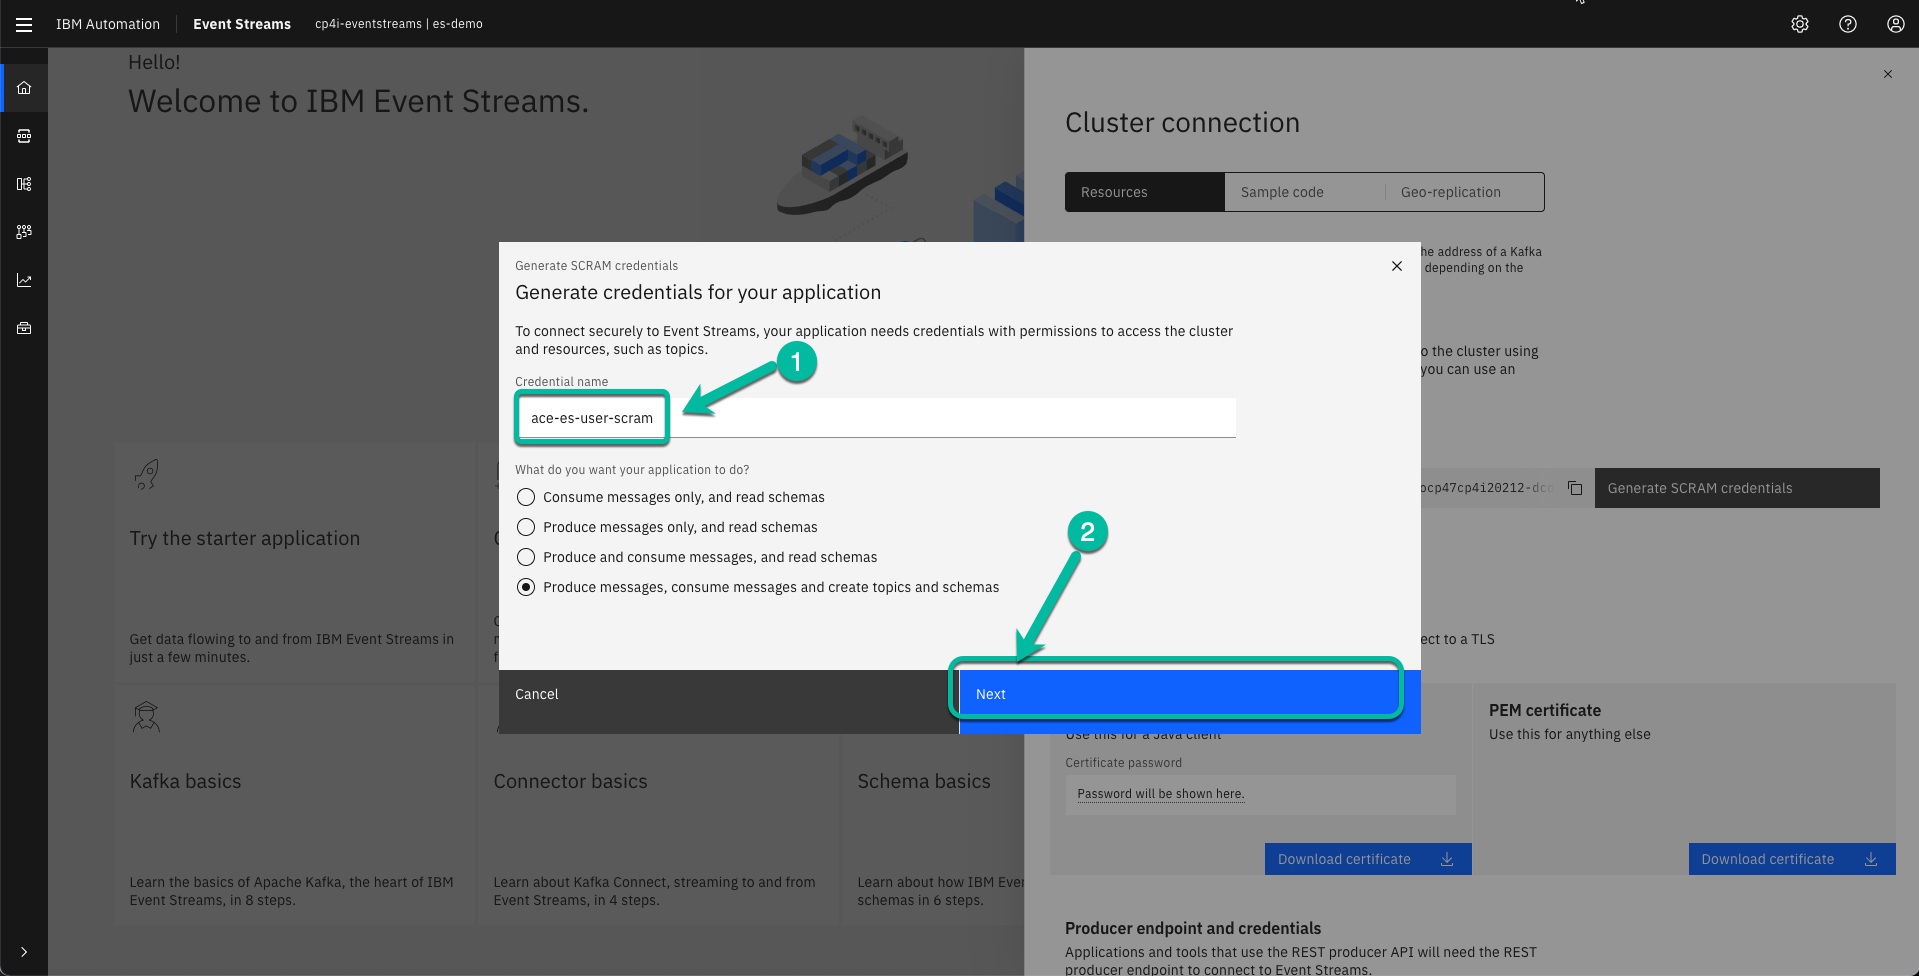 IBM Automation
Event Streams
cp4i-eventstreams | es-demo
Hello!
Welcome to IBM Event Streams.
Try the starter application
Get data flowing to and from IBM Event Streams in
just a few minutes.
Kafka basics
Learn the basics of Apache Kafka, the heart of IBM
Event Streams, in 8 steps.
Connector basics
Learn about Kafka Connect, streaming to and from
Event Streams, in 4 steps.
Schema basics
Learn about how IBM Eve
schemas in 6 steps.
Generate SCRAM credentials
Generate credentials for your application
To connect securely to Event Streams, your application needs credentials with permissions to access the cluster
and resources, such as topics.
1
Credential name
ace-es-user-scram
What do you want your application to do?
Consume messages only, and read schemas
Produce messages only, and read schemas
Produce and consume messages, and read schemas
Produce messages, consume messages and create topics and schemas
2
Cancel
Next
Cluster connection
Resources
Sample code
Geo-replication
he address of a Kafka
depending on the
o the cluster using
you can use an
ocp47cp4i20212-dc
Generate SCRAM credentials
ect to a TLS
Use this for a Java client
Certificate password
Password will be shown here.
Download certificate
PEM certificate
Use this for anything else
Download certificate
Producer endpoint and credentials
Applications and tools that use the REST producer API will need the REST
producer endpoint to connect to Event Streams.